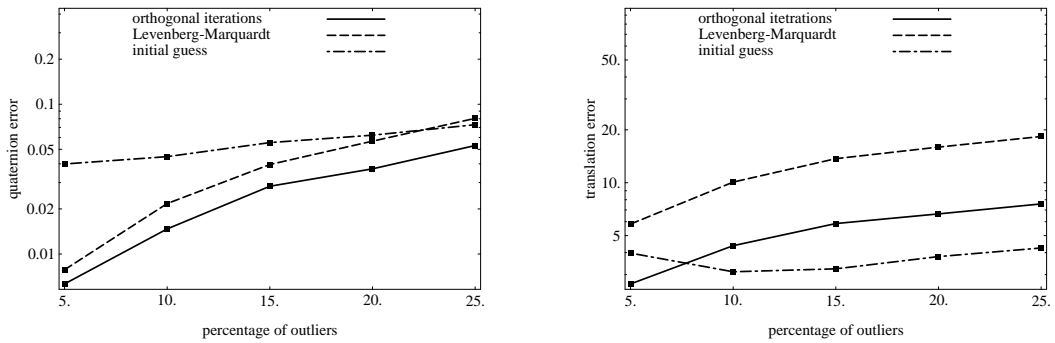 orthogonal iterations
Levenberg-Marquardt
initial guess
0.2
0.1
0.05
0.02
0.01
quaternion error
5. 10. 15. 20. 25.
percentage of outliers
orthogonal itetrations
Levenberg-Marquardt
initial guess
50.
20.
10.
5.
translation error
5. 10. 15. 20. 25.
percentage of outliers